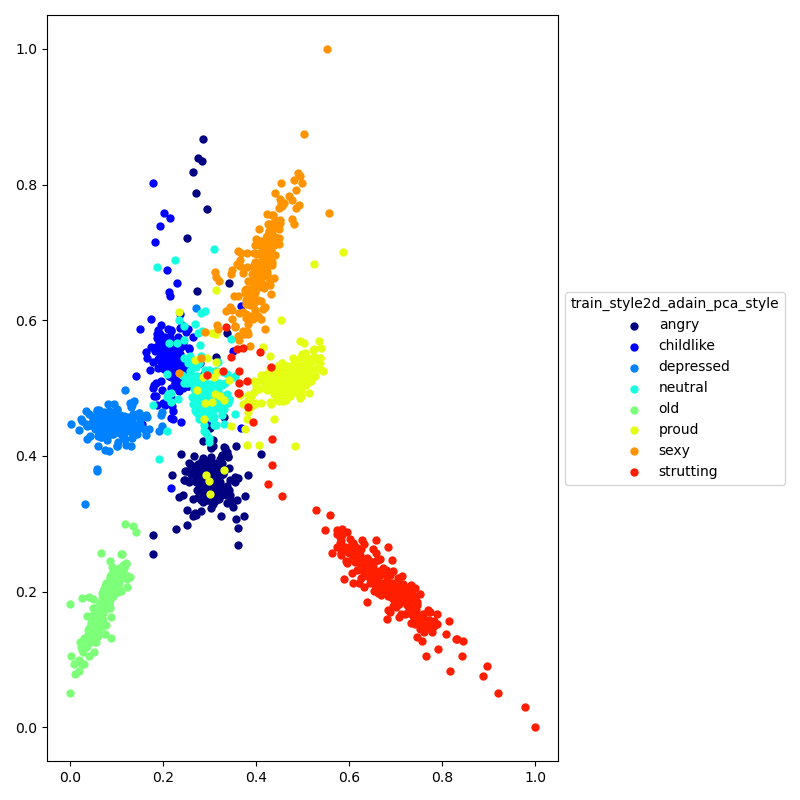 1.0
0.8
0.6
0.4
0.2
0.0
0.0 0.2 0.4 0.6 0.8 1.0
train_style2d_adain_pca_style
angry
childlike
depressed
neutral
old
proud
sexy
strutting